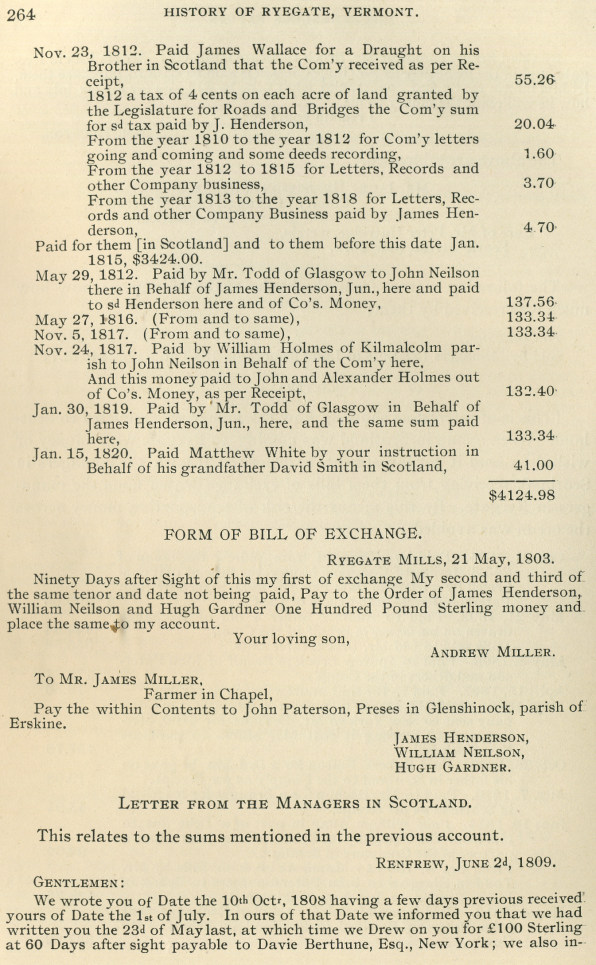 264 HISTORY OF RYEGATE, VERMONT.
Nov. 23, 1812. Paid James Wallace for a Draught on his
Brother in Scotland that the Com'y received as per Re-
ceipt, 55.26
1812 a tax of 4 cents on each acre of land granted by
the Legislature for Roads and Bridges the Com'y sum
for sd tax paid by J. Henderson, 20.04
From the year 1810 to the year 1812 for Com'y letters
going and coming and some deeds recording, 1.60
From the year 1812 to 1815 for Letters, Records and
other Company business, 3.70
From the year 1813 to the year 1818 for Letters, Rec-
ords and other Company Business paid by James Hen-
derson, 4.70
Paid for them [in Scotland] and to them before this date Jan.
1815, $3424.00.
May 29, 1812. Paid by Mr. Todd of Glasgow to John Neilson
there in Behalf of James Henderson, Jun., here and paid
to sd Henderson here and of Co's. Money, 137.56
May 27, 1816. (From and to same), 133.34
Nov. 5, 1817. (From and to same), 133.34
Nov. 24, 1817. Paid by William Holmes of Kilmalcolm par-
ish to John Neilson in Behalf of the Com'y here,
And this money paid to John and Alexander Holmes out
of Co's. Money, as per Receipt, 132.40
Jan. 30, 1819. Paid by Mr. Todd of Glasgow in Behalf of
James Henderson, Jun., here, and the same sum paid
here, 133.34
Jan. 15, 1820. Paid Matthew White by your instruction in
Behalf of his grandfather David Smith in Scotland, 41.00
$4124.98
FORM OF BILL OF EXCHANGE.
RYEGATE MILLS, 21 May, 1803.
Ninety Days after Sight of this my first of exchange My second and third of
the same tenor and date not being paid, Pay to the Order of James Henderson,
William Neilson and Hugh Gardner One Hundred Pound Sterling money and
place the same to my account.
Your loving son,
ANDREW MILLER.
To MR. JAMES MILLER,
Farmer in Chapel,
Pay the within Contents to John Paterson, Preses in Glenshinock, parish of
Erskine.
JAMES HENDERSON,
WILLIAM NEILSON,
HUGH GARDNER.
LETTER FROM THE MANAGERS IN SCOTLAND.
This relates to the sums mentioned in the previous account.
RENFREW, JUNE 2d, 1809.
GENTLEMEN:
We wrote you of Date the 10th Octr, 1808 having a few days previous received
yours of Date the 1st of July. In ours of that Date we informed you that we had
written you the 23d of May last, at which time we Drew on you for £100 Sterling
at 60 Days after sight payable to Davie Berthune, Esq., New York; we also in-